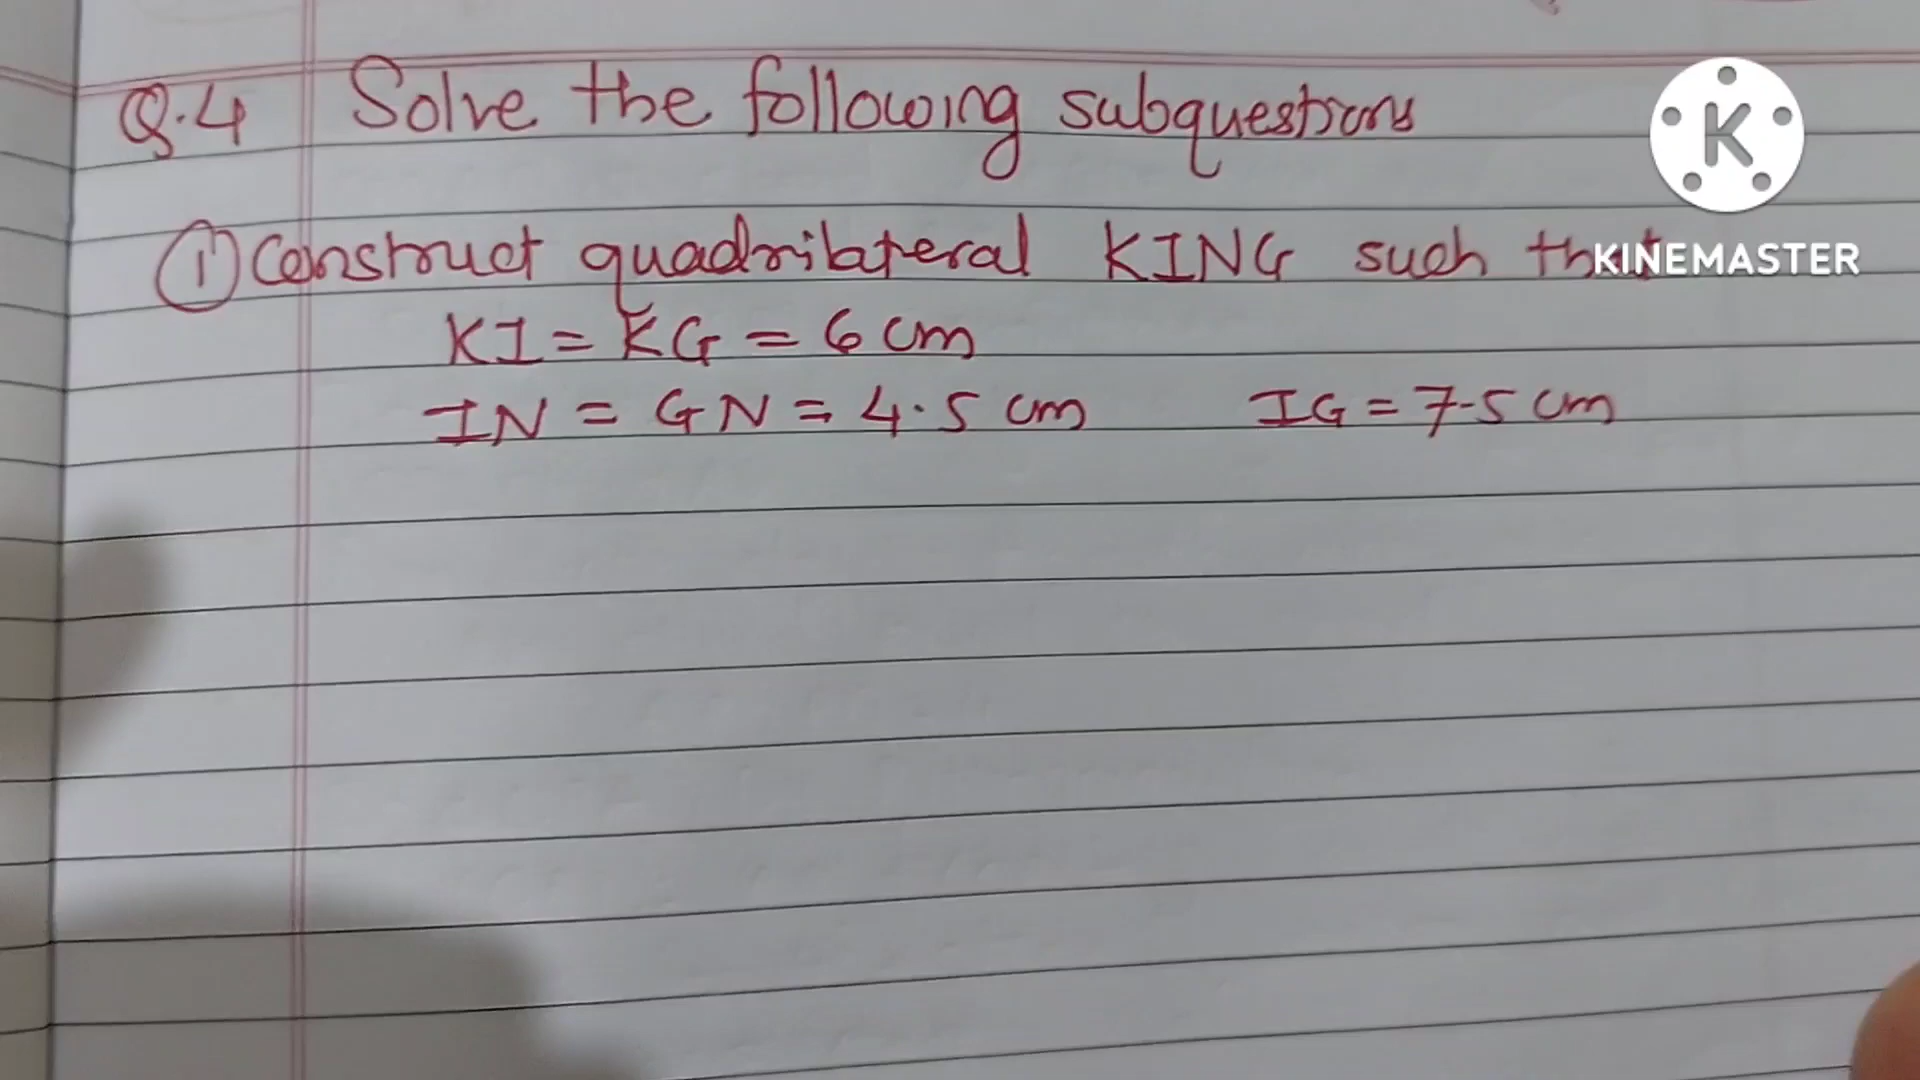 Q.4 Solve the following subquestions
① Construct quadrilateral KING such that
KI = KG = 6 cm
IN = GN = 4.5 cm IG = 7.5 cm
K
KINEMASTER